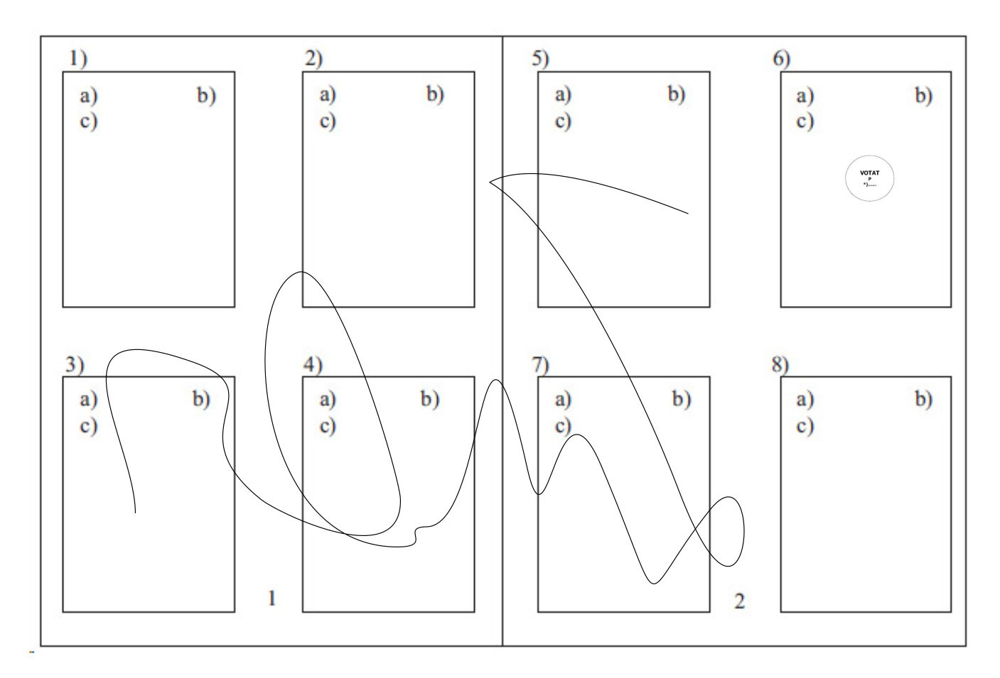 1) 2) 5) 6)
a) b) a) b) a) b) a) b)
c) c) c) c)
VOTAT
P
*)......
3) 4) 7) 8)
a) b) a) b) a) b) a) b)
c) c) c) c)
1 2